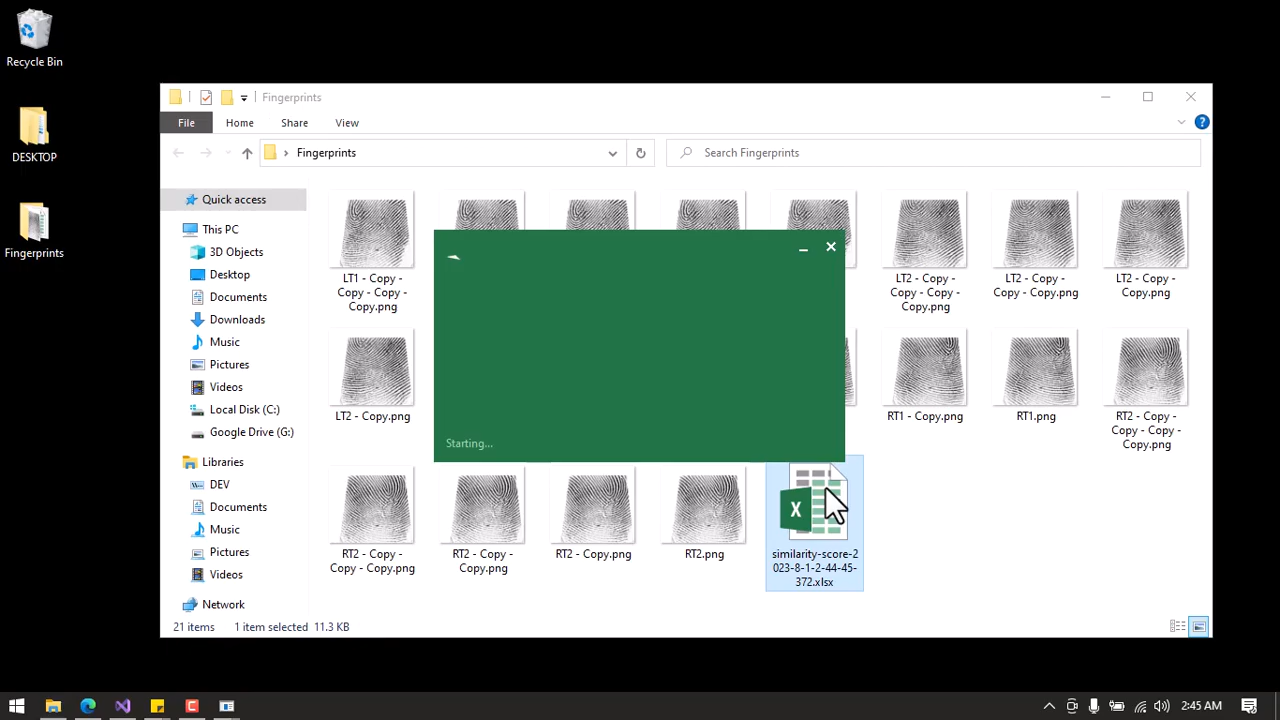 Recycle Bin
DESKTOP
Fingerprints
Fingerprints
File
Home
Share
View
Fingerprints
Search Fingerprints
Quick access
This PC
3D Objects
Desktop
Documents
Downloads
Music
Pictures
Videos
Local Disk (C:)
Google Drive (G:)
Libraries
DEV
Documents
Music
Pictures
Videos
Network
LT1 - Copy -
Copy - Copy -
Copy.png
LT2 - Copy -
Copy - Copy -
Copy.png
LT2 - Copy -
Copy - Copy.png
LT2 - Copy -
Copy.png
LT2 - Copy.png
RT1 - Copy.png
RT1.png
RT2 - Copy -
Copy - Copy -
Copy.png
RT2 - Copy -
Copy - Copy.png
RT2 - Copy -
Copy.png
RT2 - Copy.png
RT2.png
X
similarity-score-2
023-8-1-2-44-45-
372.xlsx
Starting...
21 items
1 item selected 11.3 KB
2:45 AM